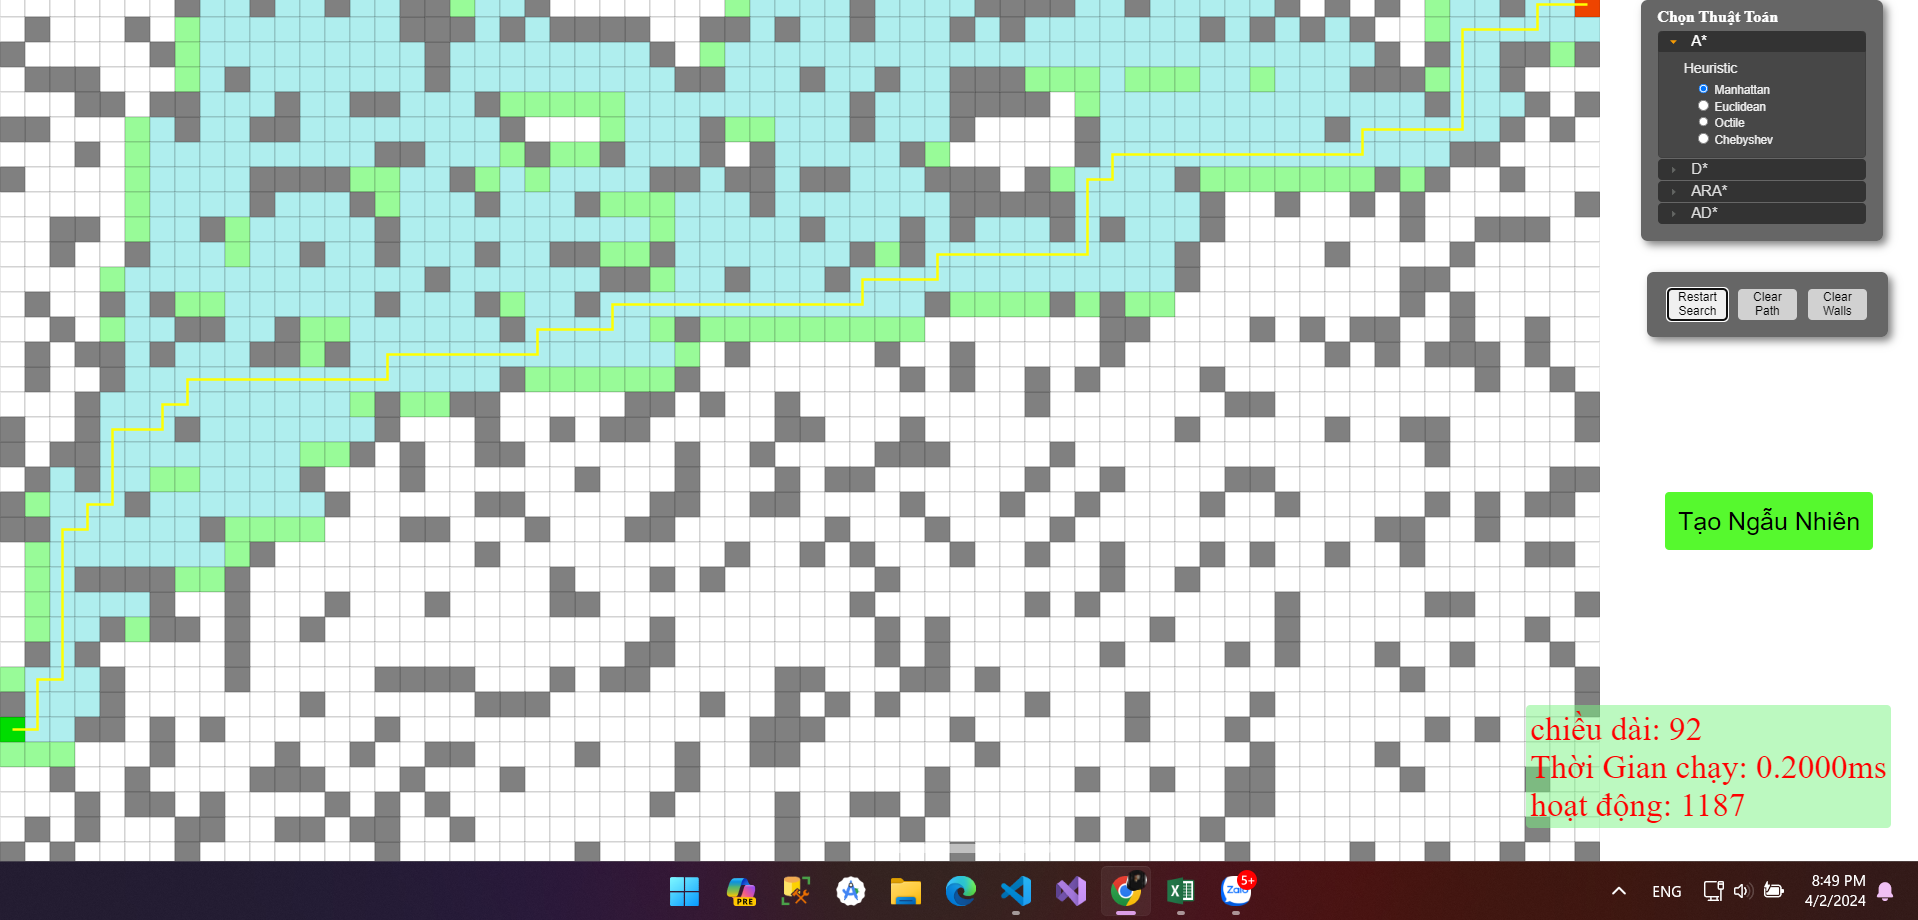 Chọn Thuật Toán
A*
Heuristic
Manhattan
Euclidean
Octile
Chebyshev
D*
ARA*
AD*
Restart
Search
Clear
Path
Clear
Walls
Tạo Ngẫu Nhiên
chiều dài: 92
Thời Gian chạy: 0.2000ms
hoạt động: 1187
PRE
Zalo
5+
ENG
8:49 PM
4/2/2024